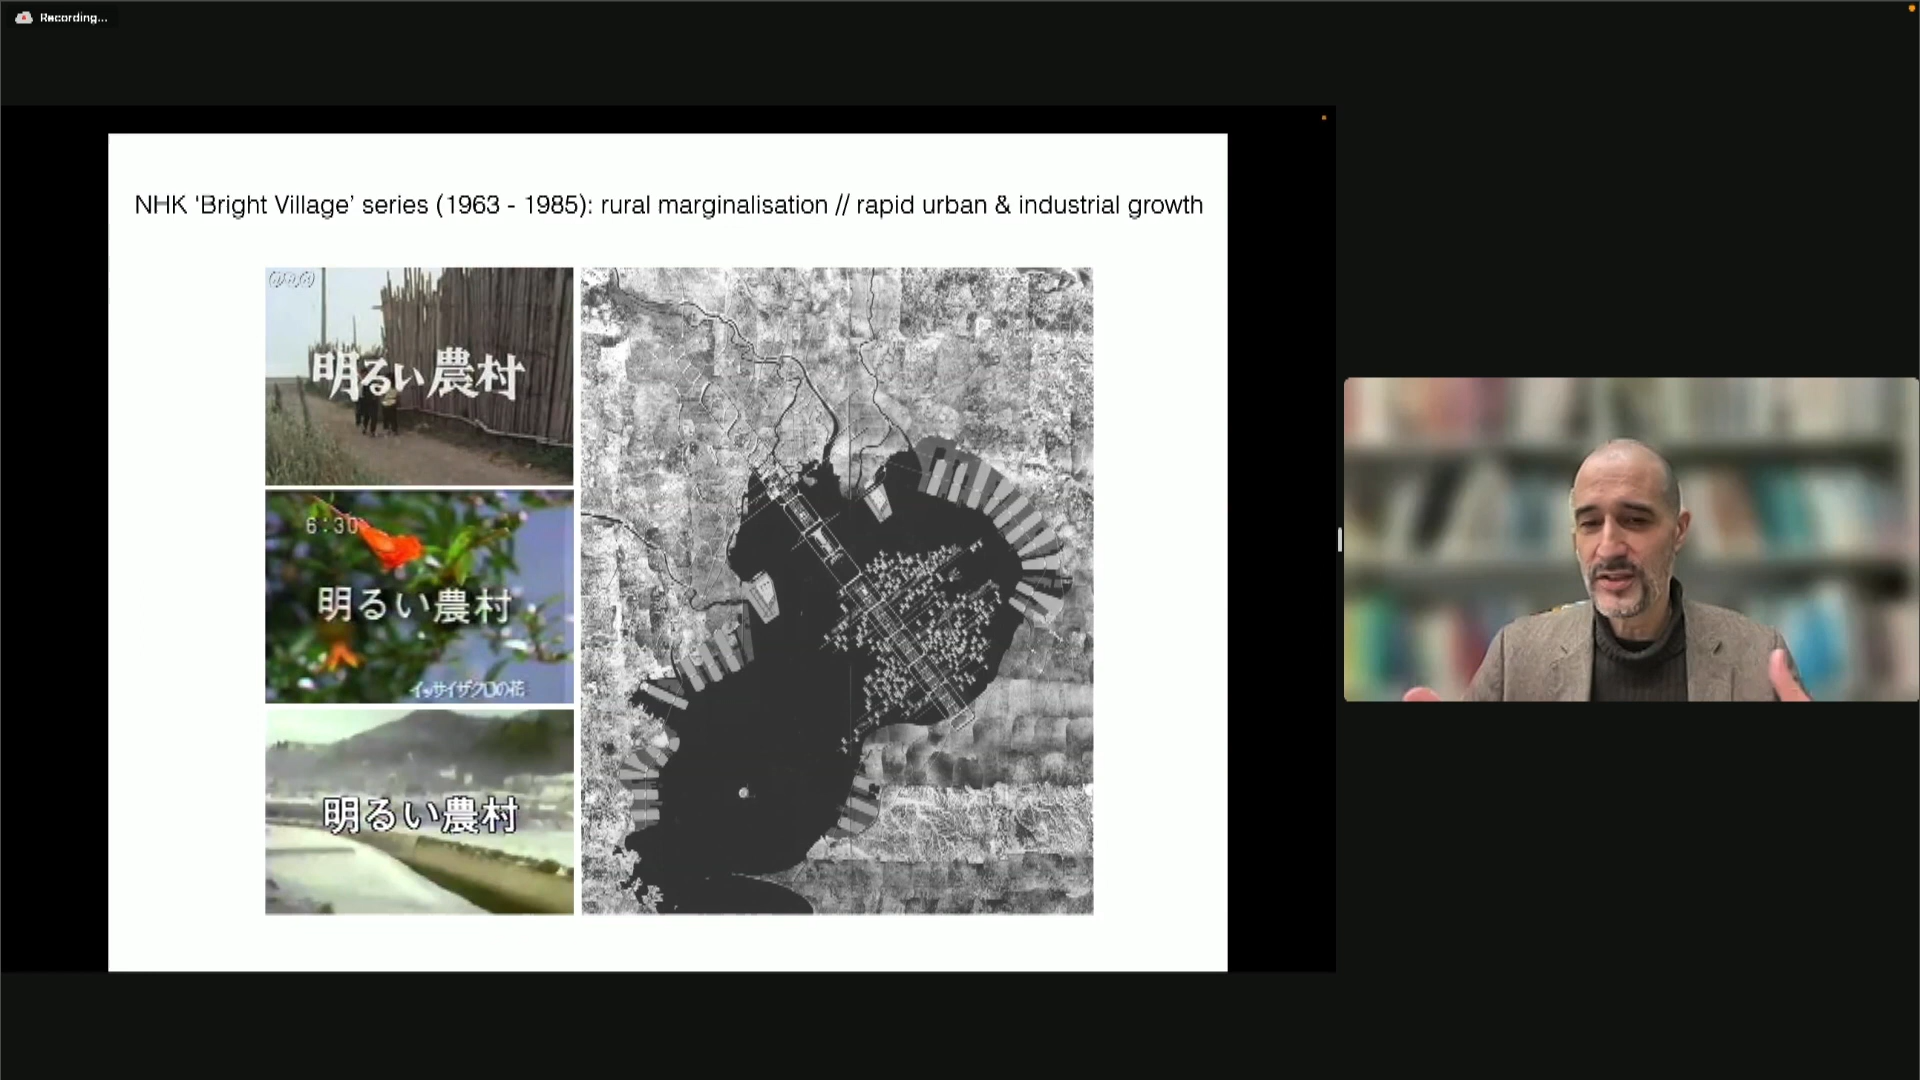 Recording...
NHK 'Bright Village' series (1963 - 1985): rural marginalisation // rapid urban & industrial growth
NHK
明るい農村
6:30
明るい農村
イッサイザクロの花
明るい農村